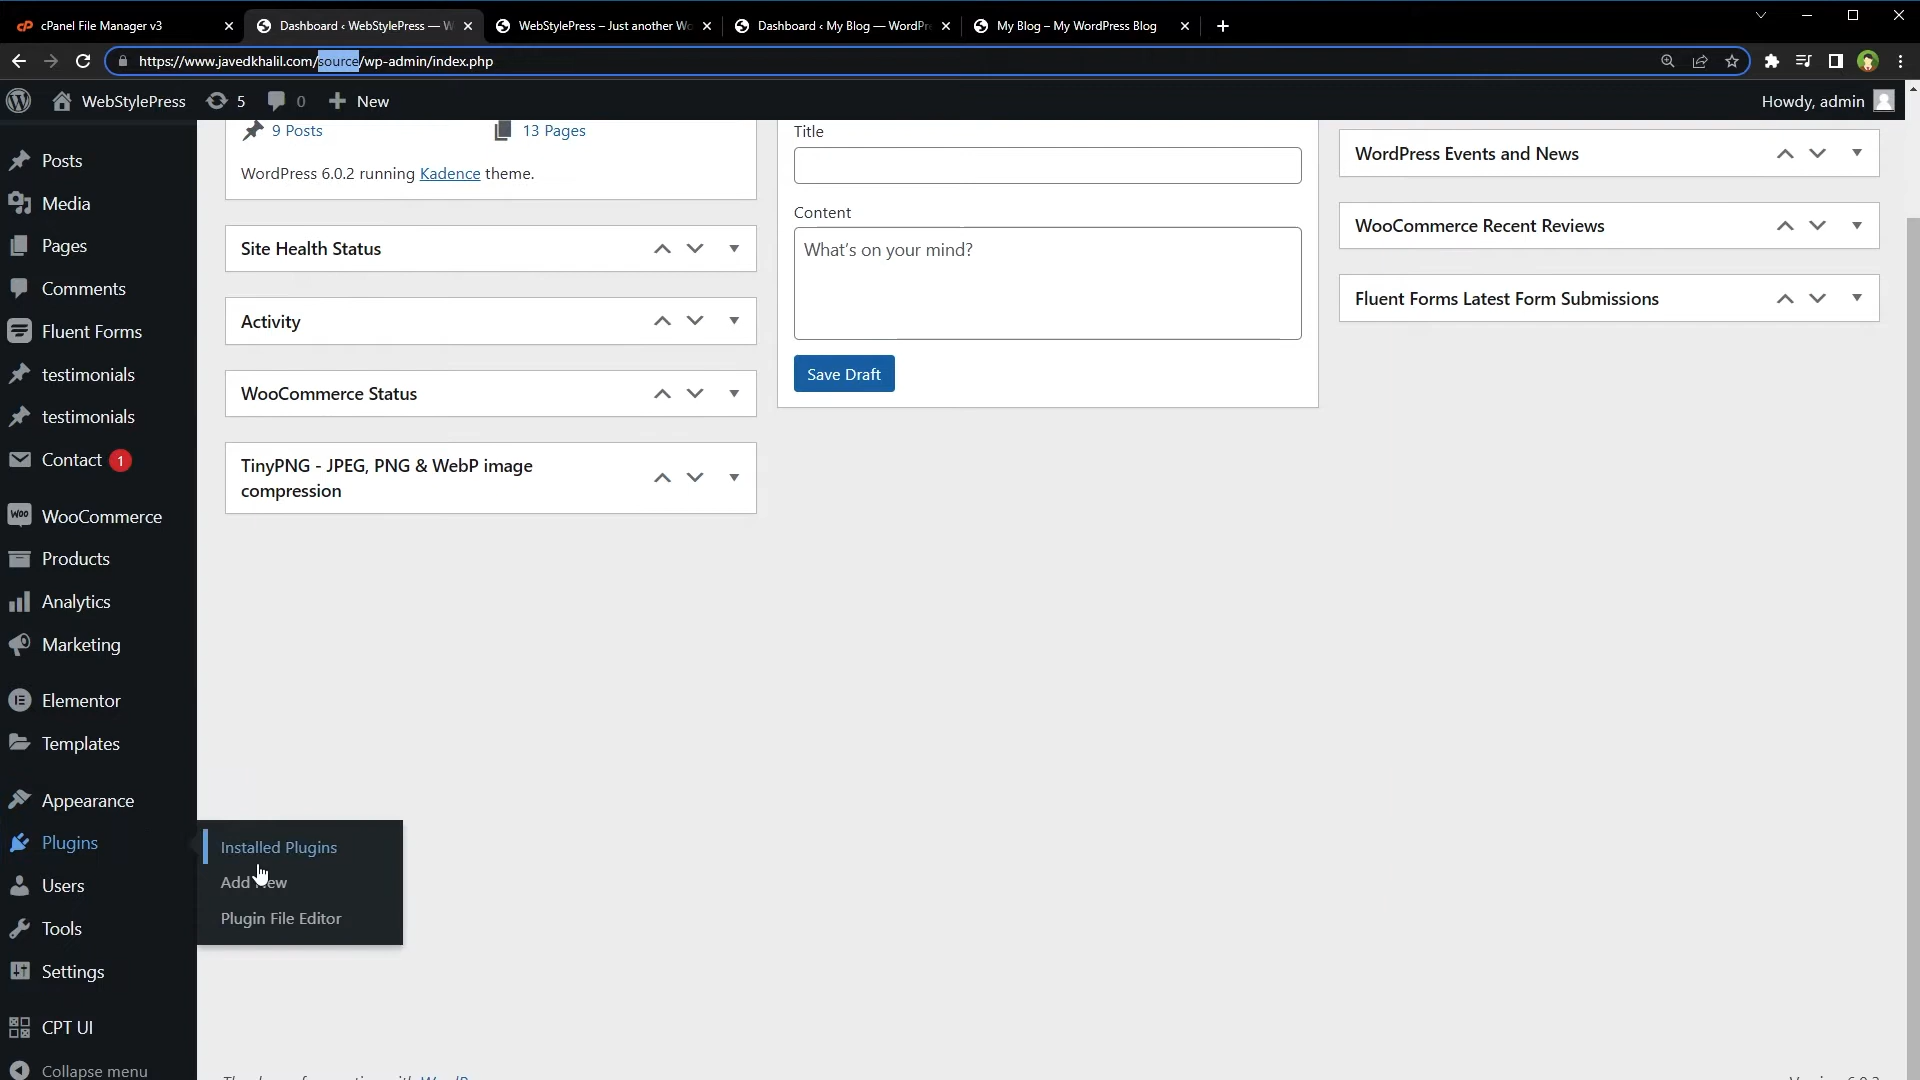 cPanel File Manager v3
Dashboard ‹ WebStylePress — W
WebStylePress – Just another Wo
Dashboard ‹ My Blog — WordPre
My Blog – My WordPress Blog
https://www.javedkhalil.com/source/wp-admin/index.php
WebStylePress
5
0
New
Howdy, admin
9 Posts
13 Pages
WordPress 6.0.2 running Kadence theme.
Site Health Status
Activity
WooCommerce Status
TinyPNG - JPEG, PNG & WebP image
compression
Title
Content
What's on your mind?
Save Draft
WordPress Events and News
WooCommerce Recent Reviews
Fluent Forms Latest Form Submissions
Posts
Media
Pages
Comments
Fluent Forms
testimonials
testimonials
Contact 1
WooCommerce
Products
Analytics
Marketing
Elementor
Templates
Appearance
Plugins
Users
Tools
Settings
CPT UI
Collapse menu
Installed Plugins
Add New
Plugin File Editor